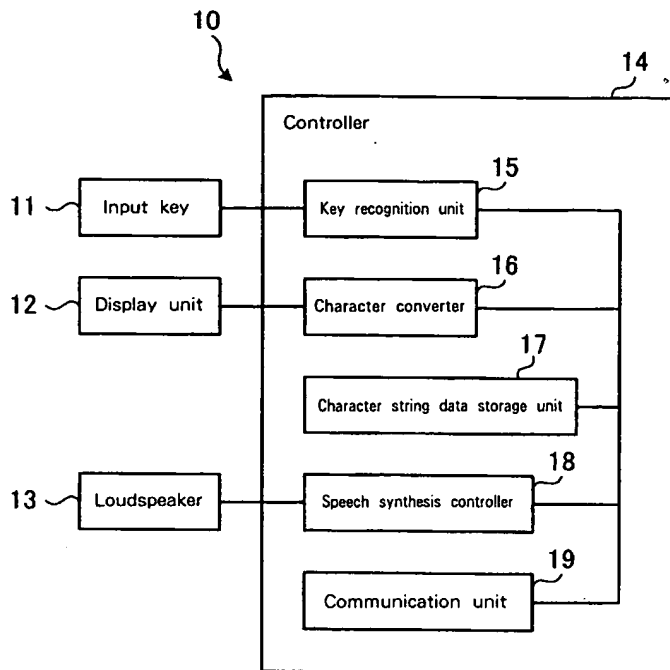 10
14
Controller
15
11 Input key Key recognition unit
16
12 Display unit Character converter
17
Character string data storage unit
18
13 Loudspeaker Speech synthesis controller
19
Communication unit